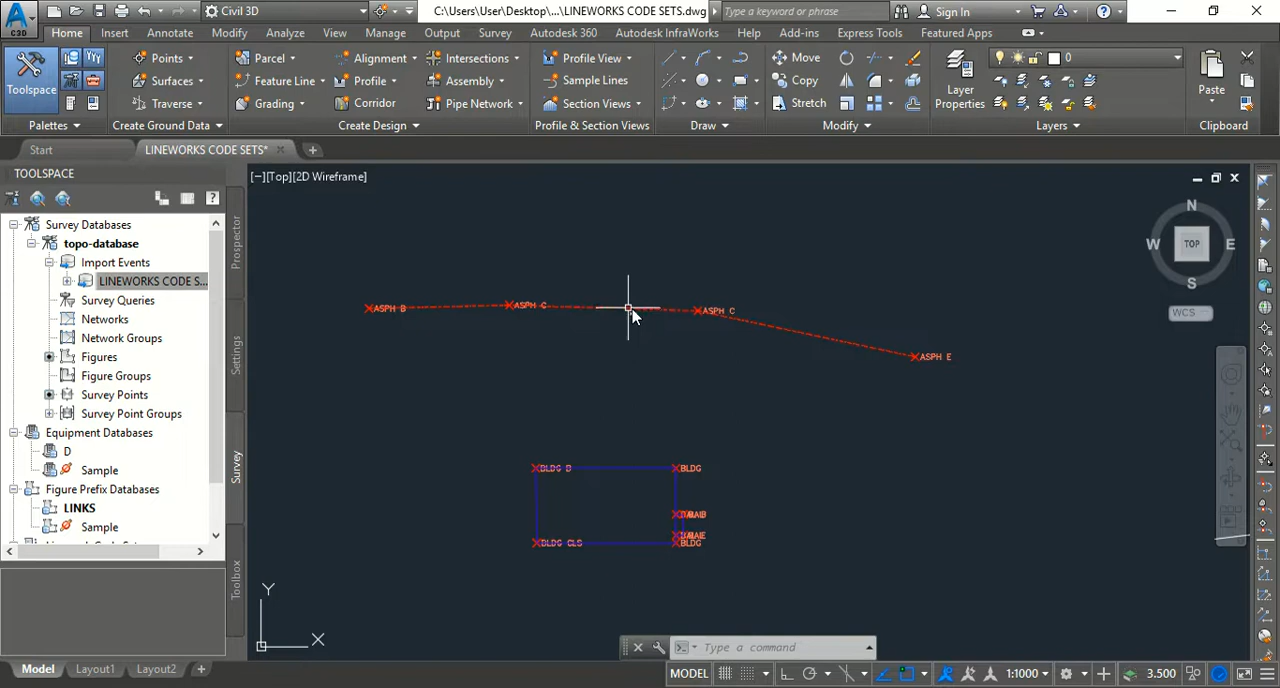 Civil 3D
C:\Users\User\Desktop\...\LINEWORKS CODE SETS.dwg
Type a keyword or phrase
Sign In
C3D
Home Insert Annotate Modify Analyze View Manage Output Survey Autodesk 360 Autodesk InfraWorks Help Add-ins Express Tools Featured Apps
Points Parcel Alignment Intersections Profile View Move 0
Toolspace Surfaces Feature Line Profile Assembly Sample Lines Copy Layer Properties Paste
Traverse Grading Corridor Pipe Network Section Views Stretch
Palettes Create Ground Data Create Design Profile & Section Views Draw Modify Layers Clipboard
Start LINEWORKS CODE SETS*
TOOLSPACE
[−][Top][2D Wireframe]
Survey Databases
topo-database
Import Events
LINEWORKS CODE S...
Survey Queries
Networks
Network Groups
Figures
Figure Groups
Survey Points
Survey Point Groups
Equipment Databases
D
Sample
Figure Prefix Databases
LINKS
Sample
Prospector
Settings
Survey
Toolbox
N
W TOP E
S
WCS
ASPH B
ASPH C
ASPH C
ASPH E
BLDG
BLDG
Y
X
Type a command
Model Layout1 Layout2
MODEL 1:1000 3.500